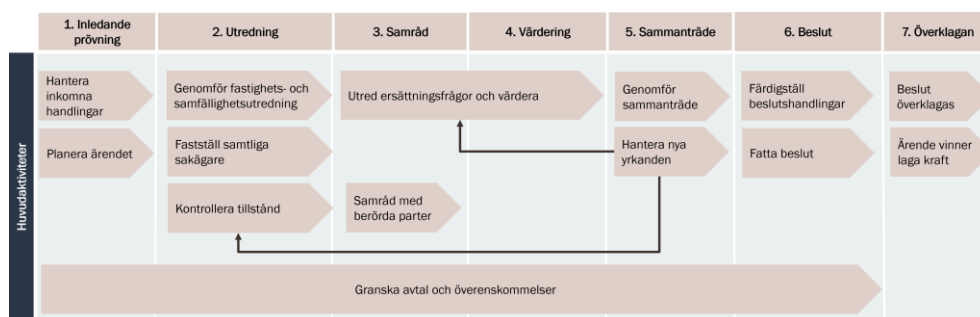 1. Inledande
prövning
2. Utredning
3. Samråd
4. Värdering
5. Sammanträde
6. Beslut
7. Överklagan
Huvudaktiviteter
Hantera
inkomna
handlingar
Genomför fastighets- och
samfällighetsutredning
Utred ersättningsfrågor och värdera
Genomför
sammanträde
Färdigställ
beslutshandlingar
Beslut
överklagas
Planera ärendet
Fastställ samtliga
sakägare
Hantera nya
yrkanden
Fatta beslut
Ärende vinner
laga kraft
Kontrollera tillstånd
Samråd med
berörda parter
Granska avtal och överenskommelser